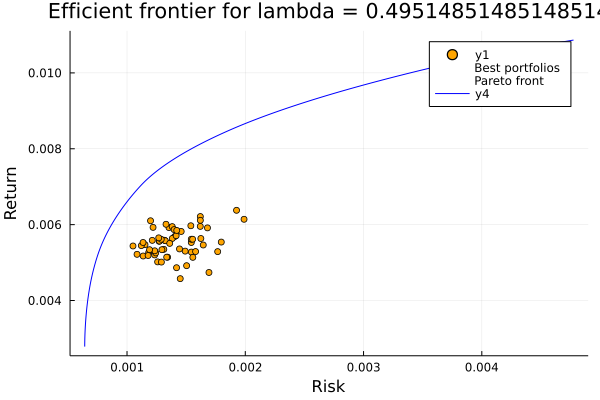 Efficient frontier for lambda = 0.4951485148514851
y1
Best portfolios
Pareto front
y4
0.010
0.008
0.006
0.004
Return
0.001
0.002
0.003
0.004
Risk